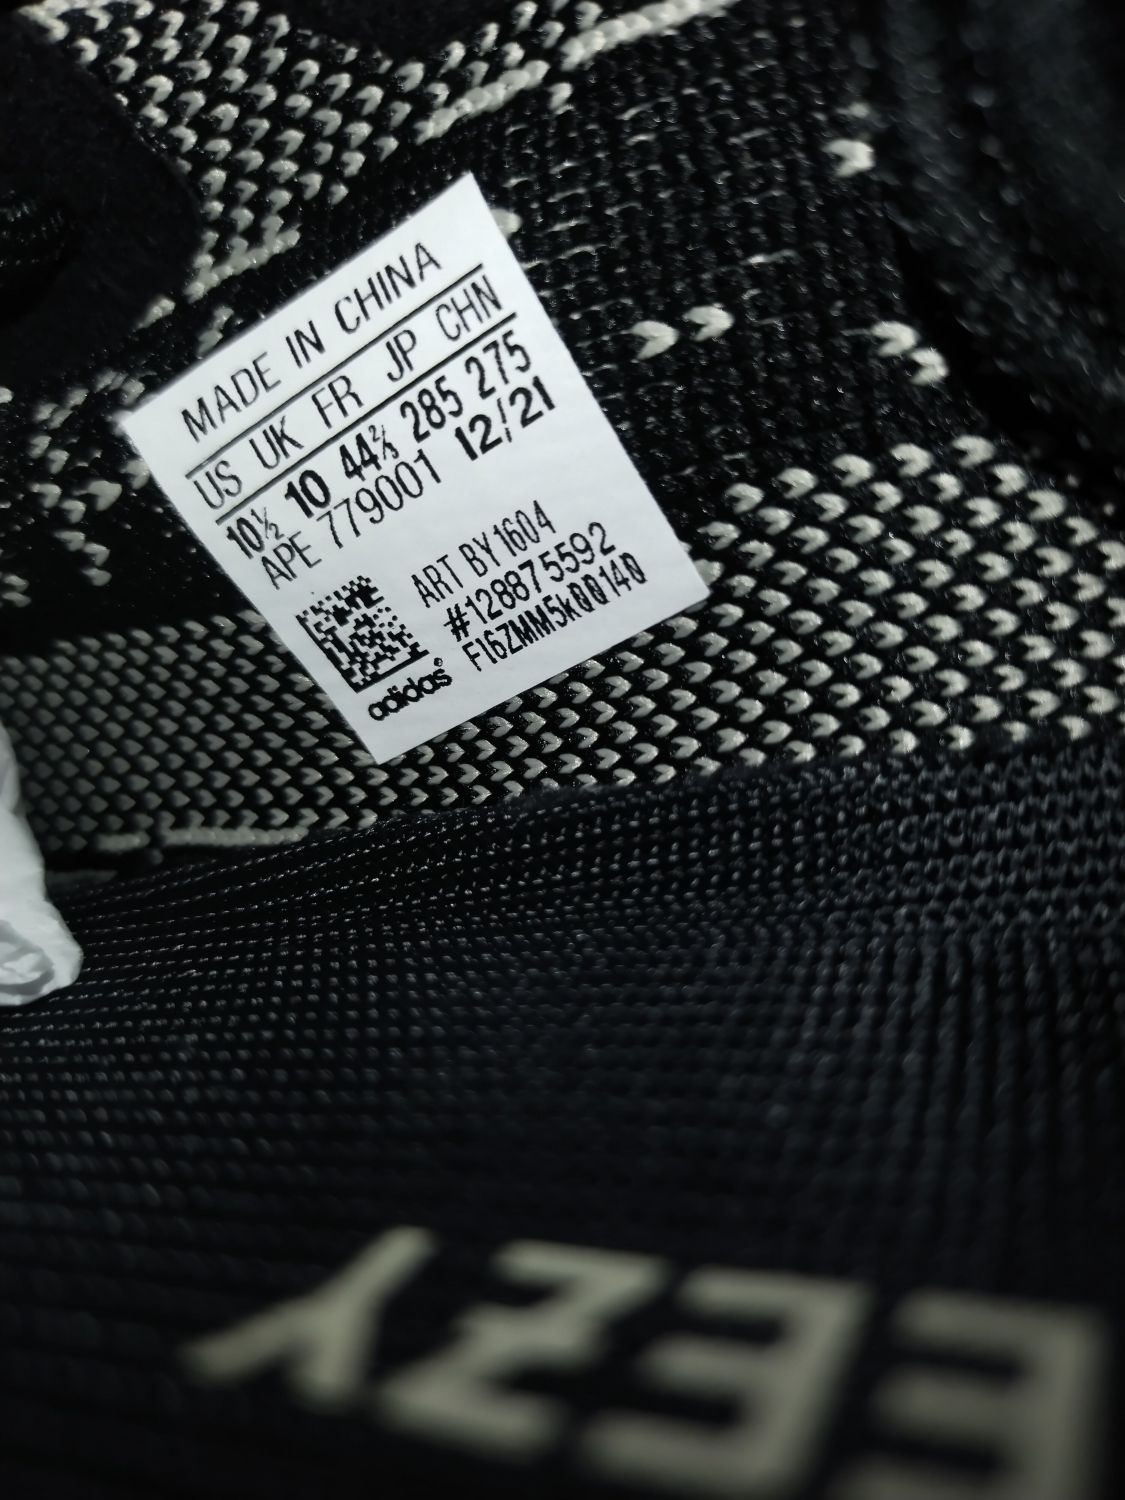 MADE IN CHINA
US UK FR JP CHN
10½ 10 44⅔ 285 275
APE 779001 12/21
ART BY1604
#128875592
F16ZMM5k00140
adidas®
YZEE